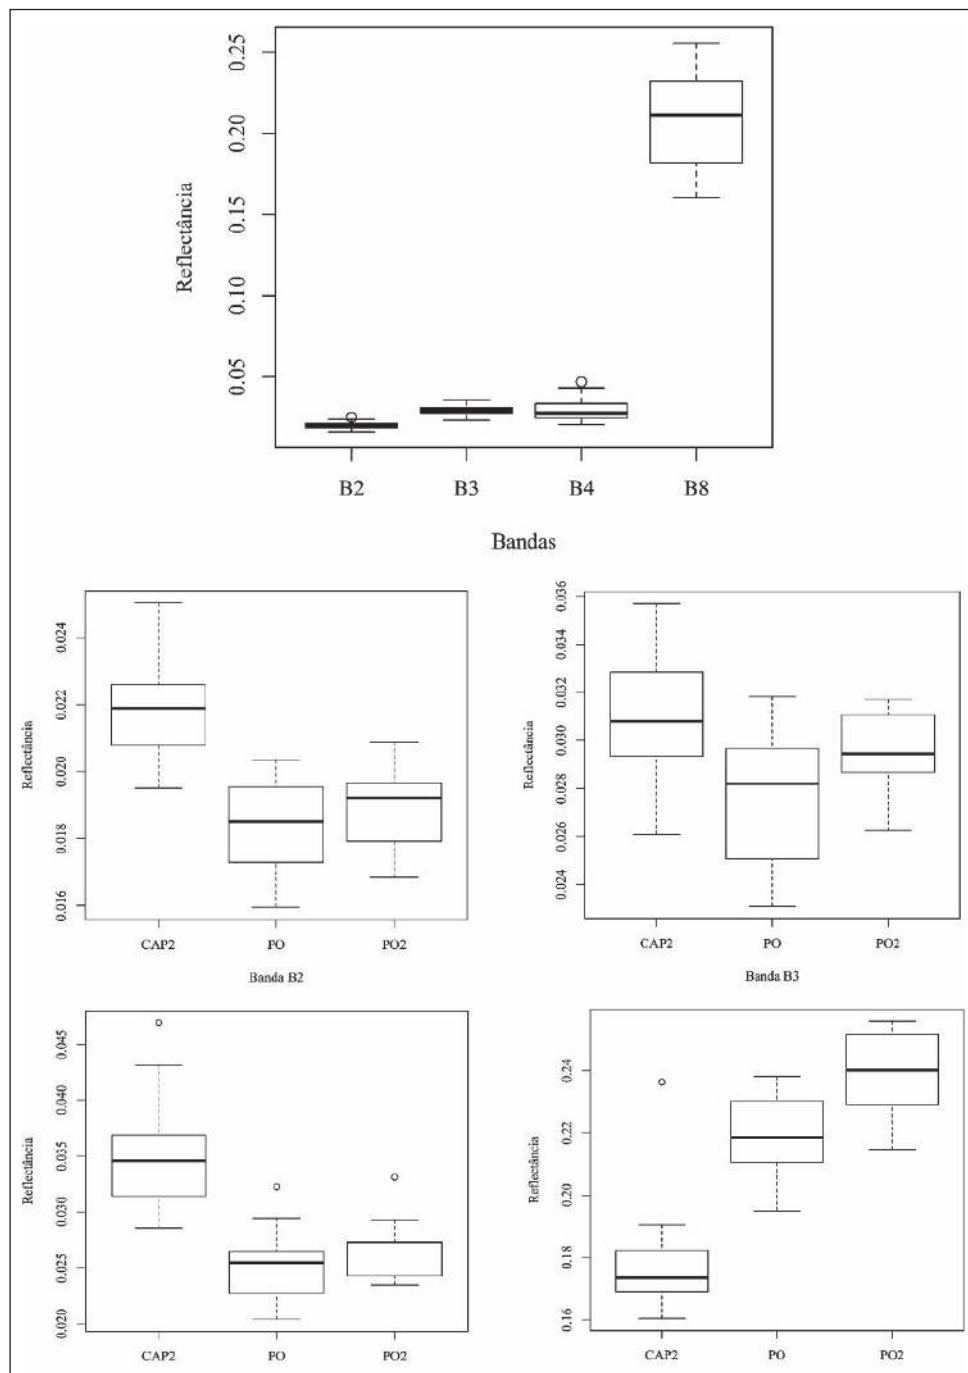 0.25
0.20
0.15
0.10
0.05
Reflectância
B2 B3 B4 B8
Bandas
0.024
0.022
0.020
0.018
0.016
Reflectância
CAP2 PO PO2
Banda B2
0.036
0.034
0.032
0.030
0.028
0.026
0.024
Reflectância
CAP2 PO PO2
Banda B3
0.045
0.040
0.035
0.030
0.025
0.020
Reflectância
CAP2 PO PO2
0.24
0.22
0.20
0.18
0.16
Reflectância
CAP2 PO PO2